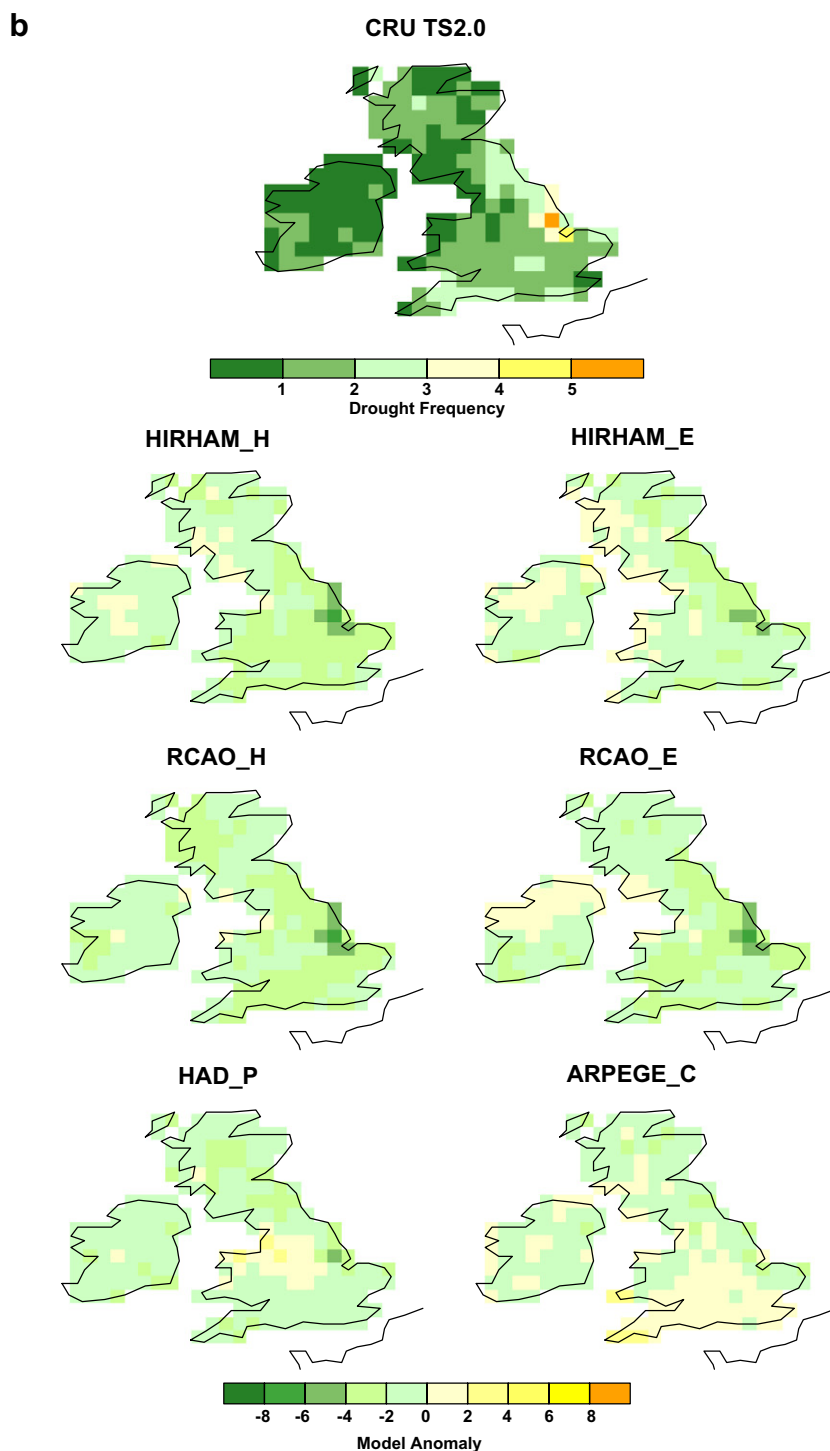 b
CRU TS2.0
1 2 3 4 5
Drought Frequency
HIRHAM_H HIRHAM_E
RCAO_H RCAO_E
HAD_P ARPEGE_C
-8 -6 -4 -2 0 2 4 6 8
Model Anomaly